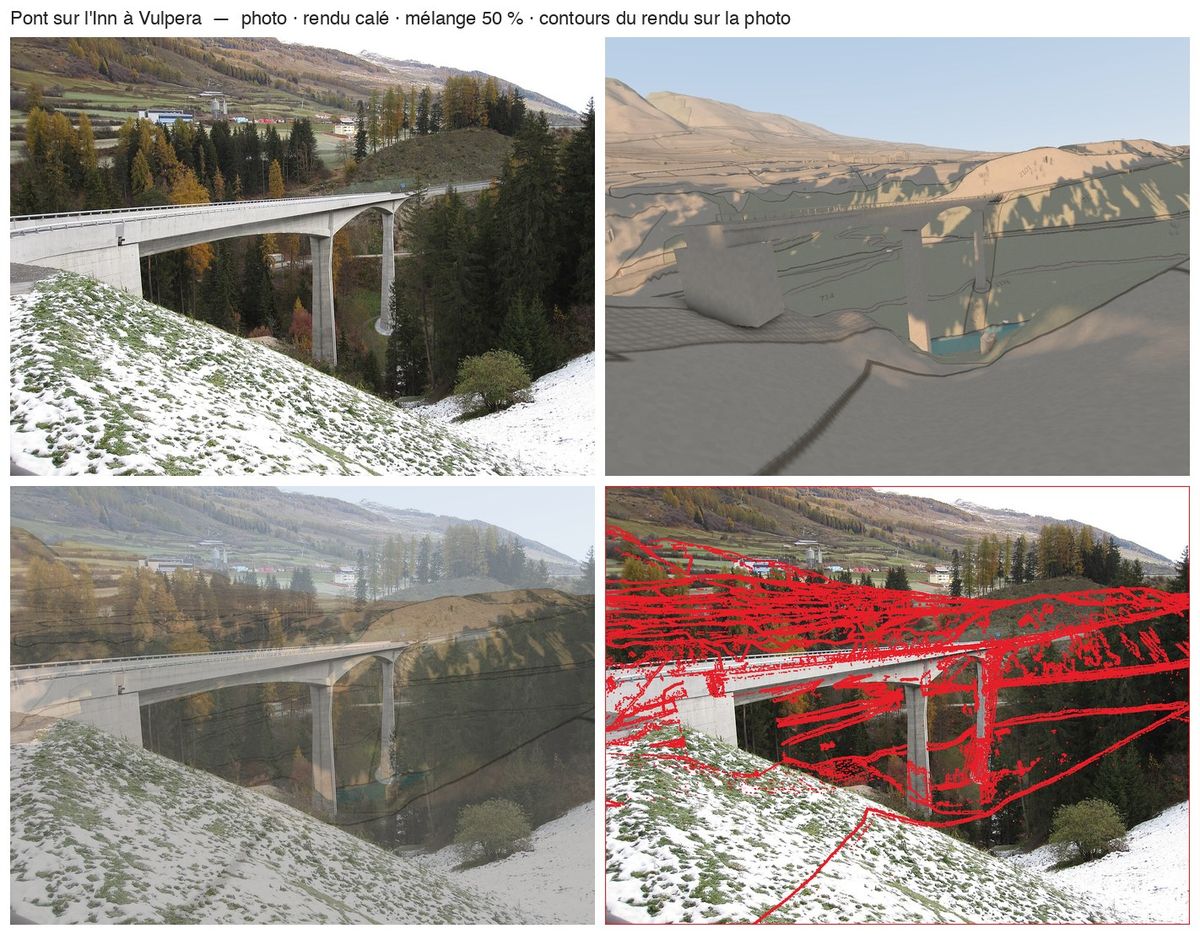 Pont sur l'Inn à Vulpera — photo · rendu calé · mélange 50 % · contours du rendu sur la photo